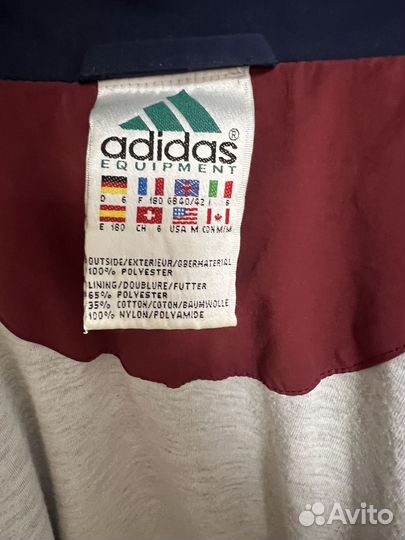 adidas®
EQUIPMENT
D 6 F 180 GB 40/42 I 6
E 180 CH 6 USA M CDN M/M
OUTSIDE/EXTERIEUR/OBERMATERIAL
100% POLYESTER
LINING/DOUBLURE/FUTTER
65% POLYESTER
35% COTTON/COTON/BAUMWOLLE
100% NYLON/POLYAMIDE
Avito